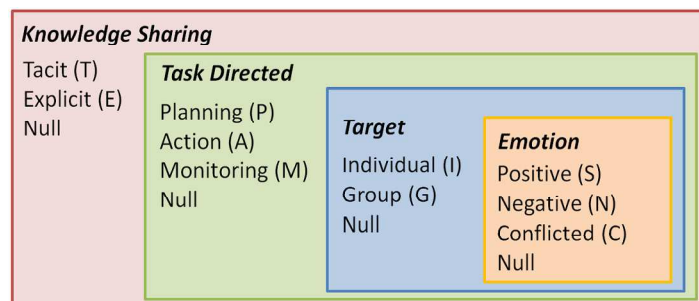 Knowledge Sharing
Tacit (T)
Explicit (E)
Null
Task Directed
Planning (P)
Action (A)
Monitoring (M)
Null
Target
Individual (I)
Group (G)
Null
Emotion
Positive (S)
Negative (N)
Conflicted (C)
Null